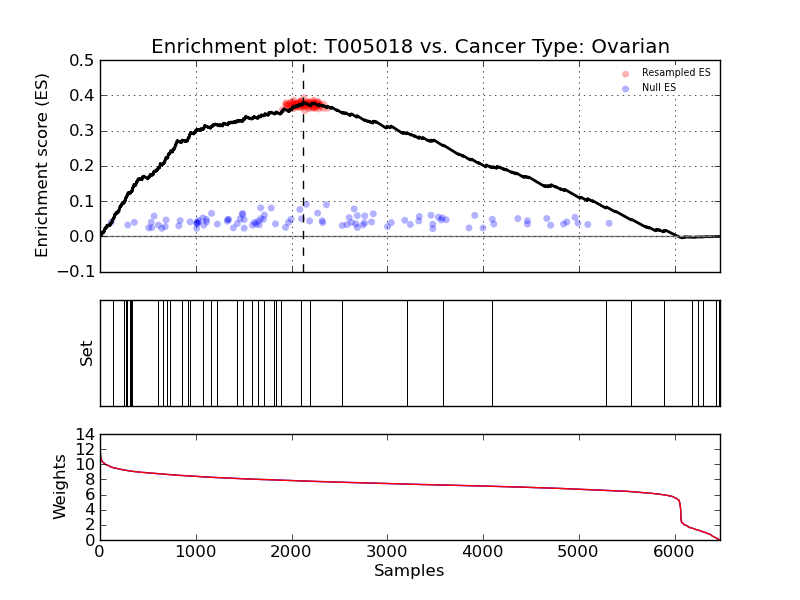 Enrichment plot: T005018 vs. Cancer Type: Ovarian
Enrichment score (ES)
0.5
0.4
0.3
0.2
0.1
0.0
−0.1
Resampled ES
Null ES
Set
Weights
14
12
10
8
6
4
2
0
0 1000 2000 3000 4000 5000 6000
Samples